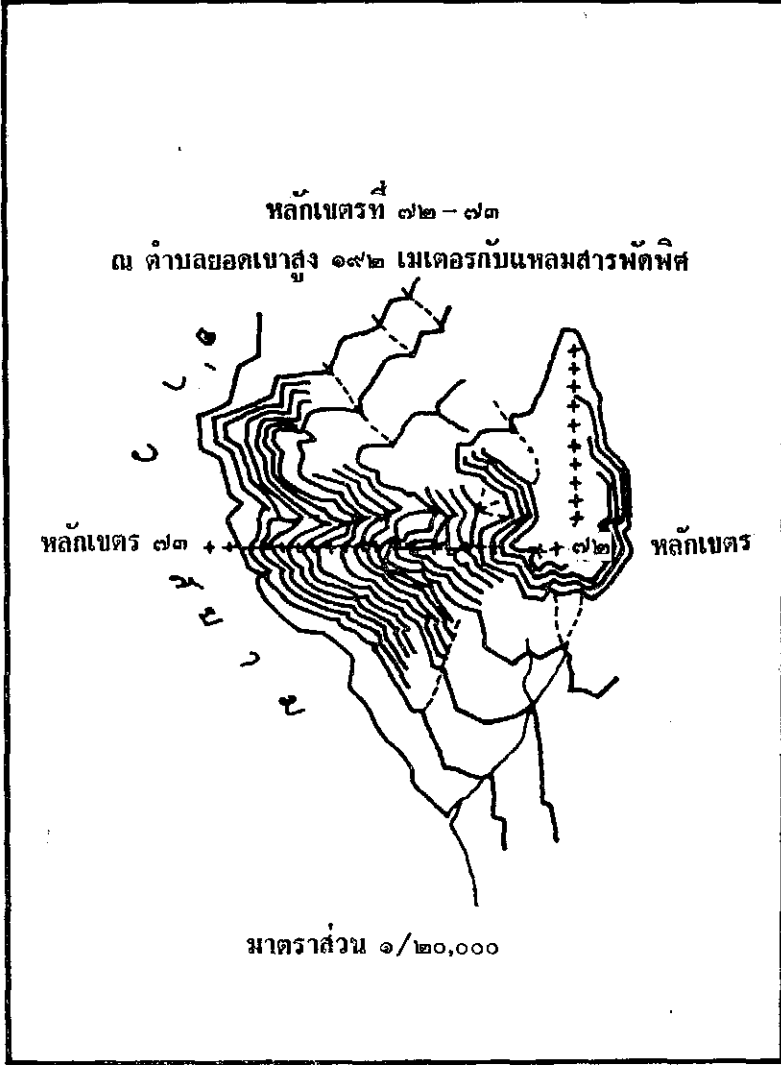 หลักเขตรที่ ๗๒ – ๗๓
ณ ตำบลยอดเขาสูง ๑๙๒ เมเตอรกับแหลมสารพัดพิศ
หลักเขตร ๗๓
๗๒ หลักเขตร
มาตราส่วน ๑/๒๐,๐๐๐